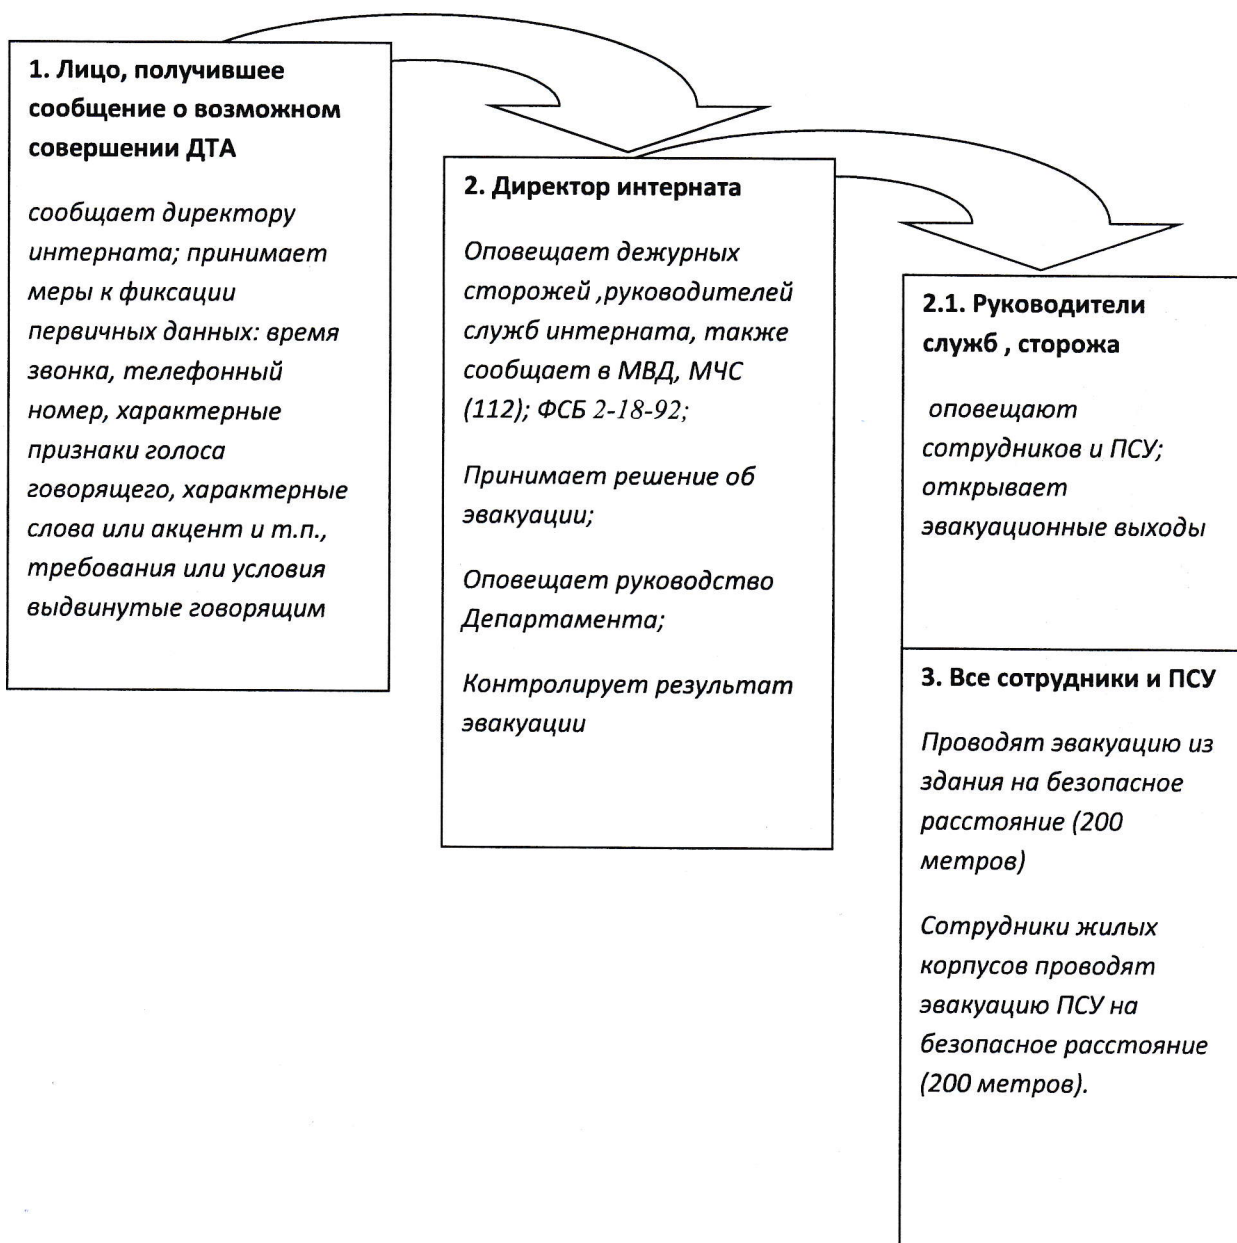 1. Лицо, получившее
сообщение о возможном
совершении ДТА
сообщает директору
интерната; принимает
меры к фиксации
первичных данных: время
звонка, телефонный
номер, характерные
признаки голоса
говорящего, характерные
слова или акцент и т.п.,
требования или условия
выдвинутые говорящим
2. Директор интерната
Оповещает дежурных
сторожей ,руководителей
служб интерната, также
сообщает в МВД, МЧС
(112); ФСБ 2-18-92;
Принимает решение об
эвакуации;
Оповещает руководство
Департамента;
Контролирует результат
эвакуации
2.1. Руководители
служб , сторожа
оповещают
сотрудников и ПСУ;
открывает
эвакуационные выходы
3. Все сотрудники и ПСУ
Проводят эвакуацию из
здания на безопасное
расстояние (200
метров)
Сотрудники жилых
корпусов проводят
эвакуацию ПСУ на
безопасное расстояние
(200 метров).